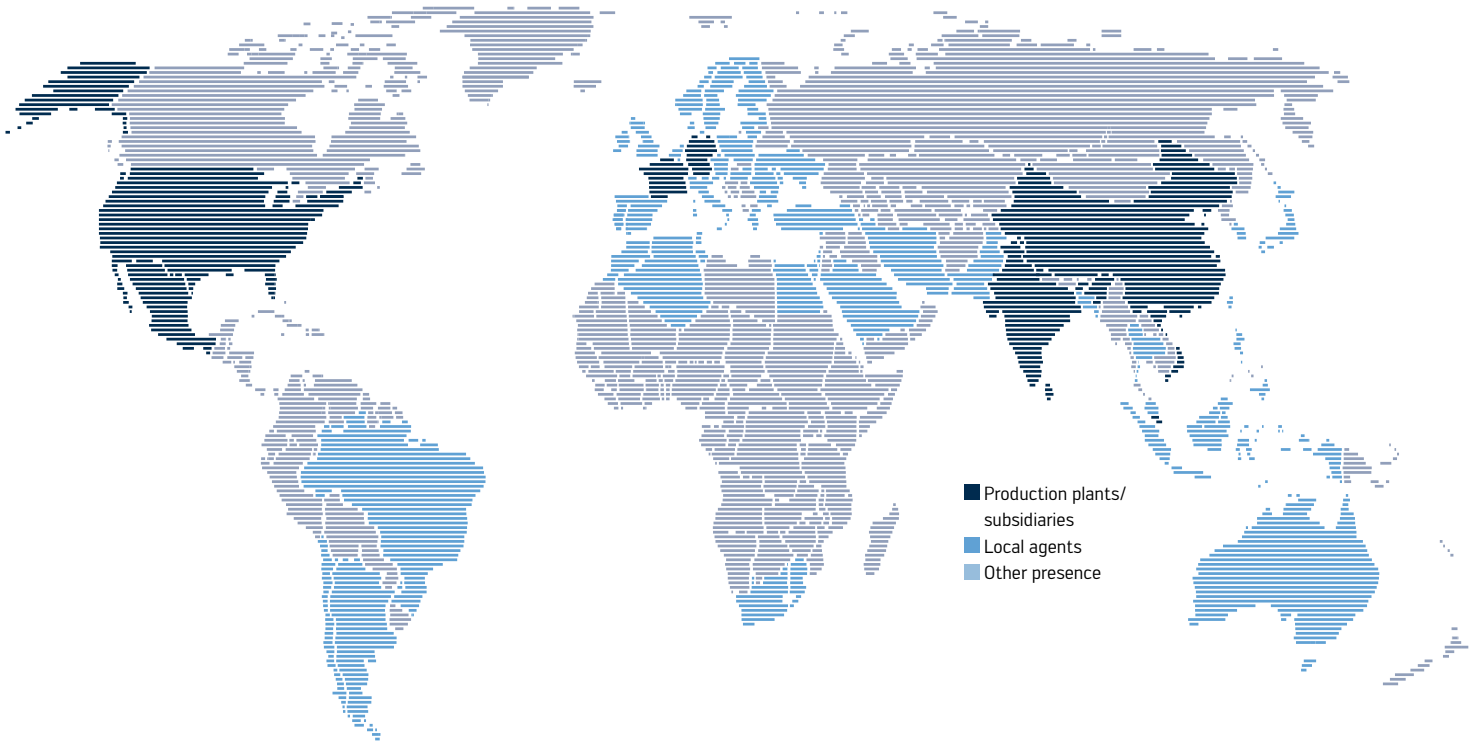 Production plants/
subsidiaries
Local agents
Other presence